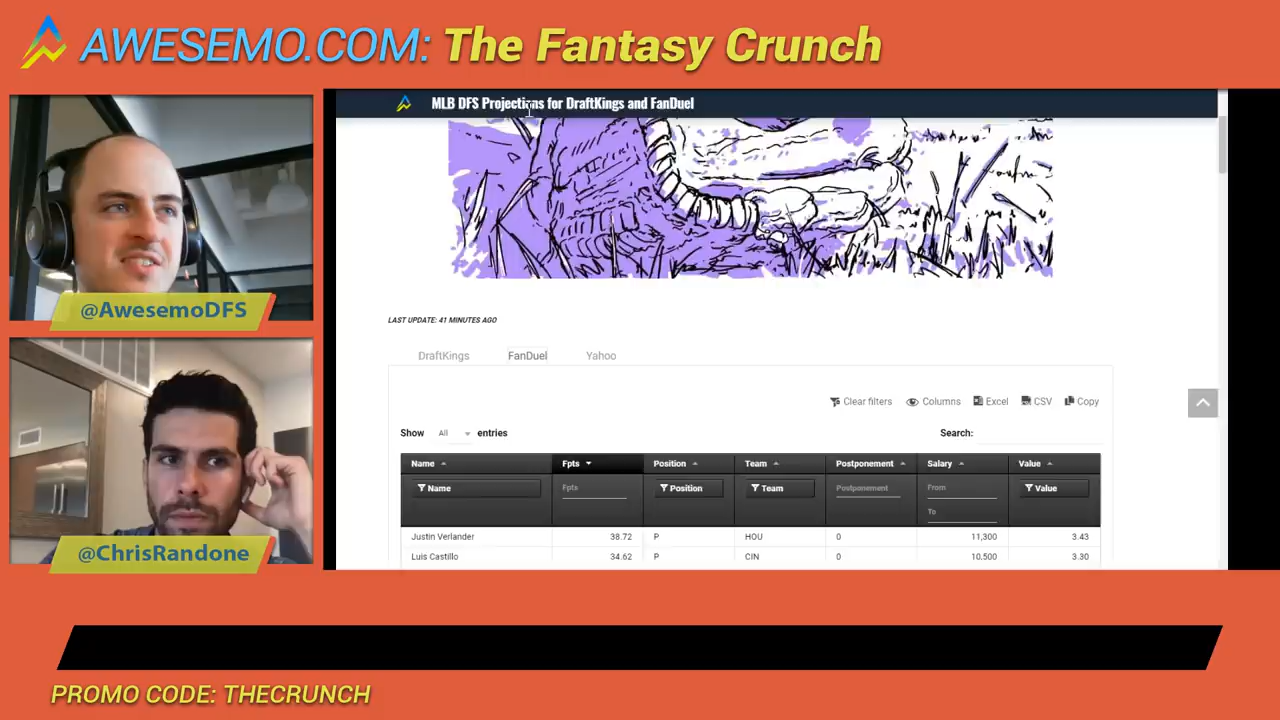 AWESEMO.COM: The Fantasy Crunch
MLB DFS Projections for DraftKings and FanDuel
@AwesemoDFS
LAST UPDATE: 41 MINUTES AGO
DraftKings FanDuel Yahoo
Clear filters Columns Excel CSV Copy
Show All entries Search:
Name Fpts Position Team Postponement Salary Value
Name Fpts Position Team Postponement From Value
To
Justin Verlander 38.72 P HOU 0 11,300 3.43
Luis Castillo 34.62 P CIN 0 10,500 3.30
@ChrisRandone
PROMO CODE: THECRUNCH